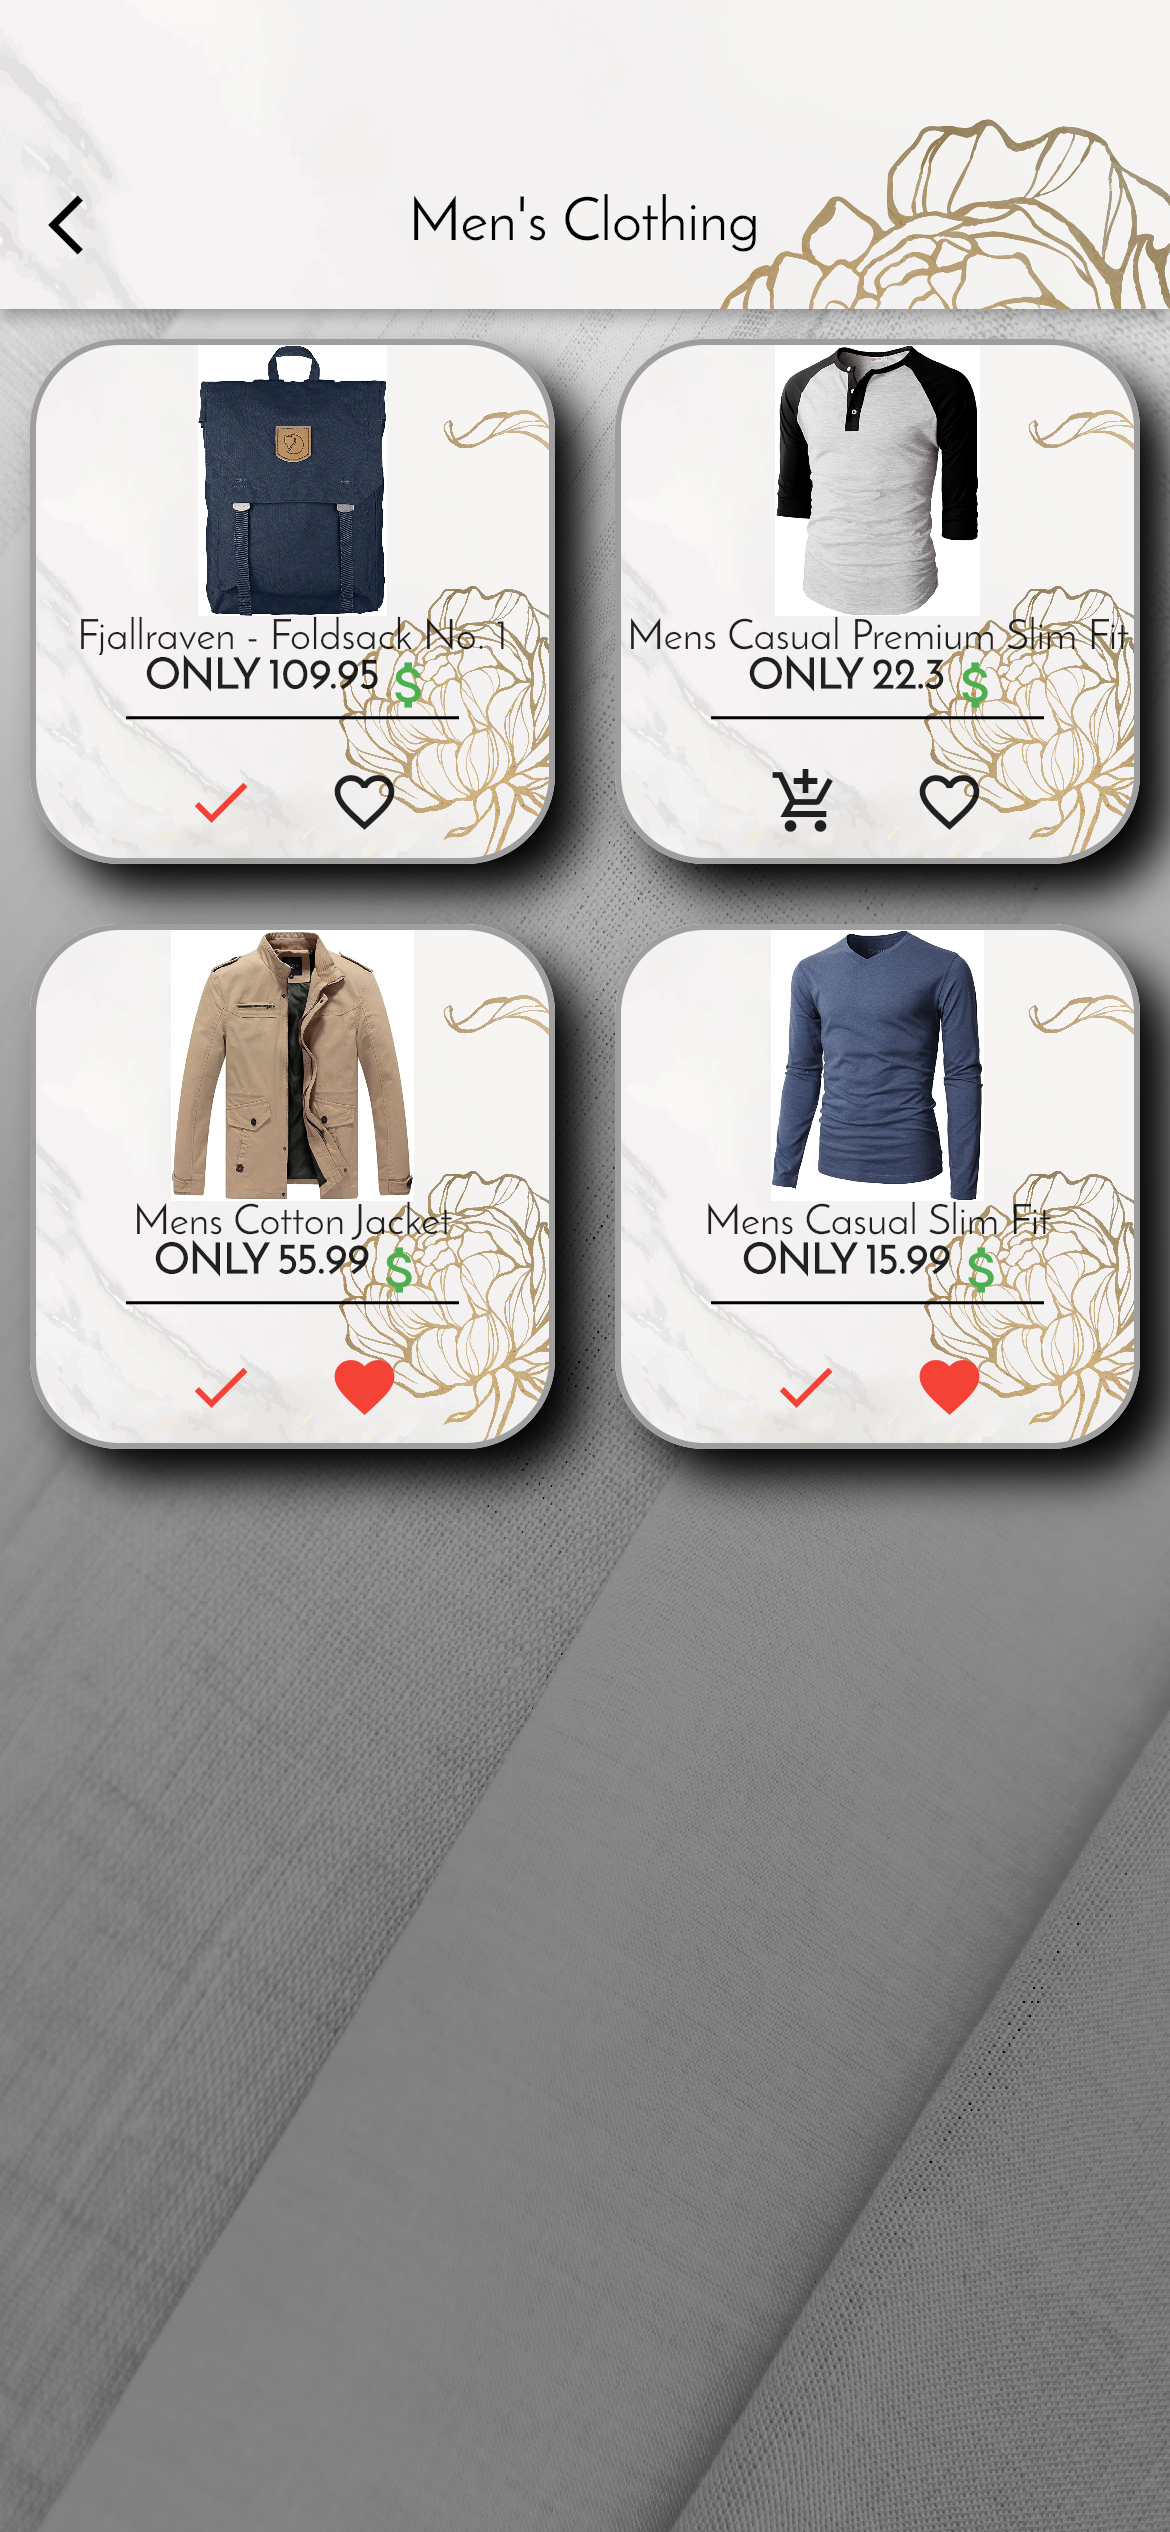 Men's Clothing
Fjallraven - Foldsack No. 1
ONLY 109.95 $
Mens Casual Premium Slim Fit
ONLY 22.3 $
Mens Cotton Jacket
ONLY 55.99 $
Mens Casual Slim Fit
ONLY 15.99 $